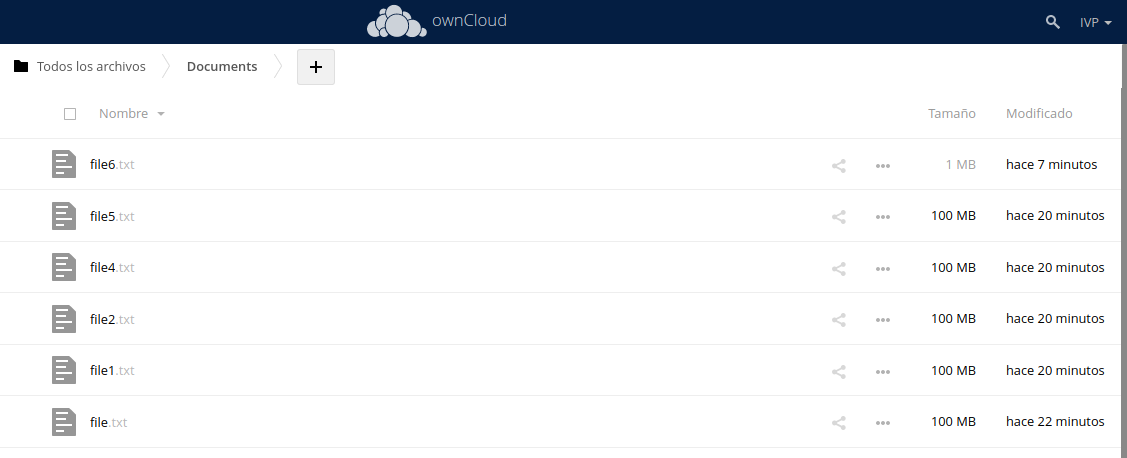 ownCloud
IVP
Todos los archivos Documents +
Nombre Tamaño Modificado
file6.txt 1 MB hace 7 minutos
file5.txt 100 MB hace 20 minutos
file4.txt 100 MB hace 20 minutos
file2.txt 100 MB hace 20 minutos
file1.txt 100 MB hace 20 minutos
file.txt 100 MB hace 22 minutos